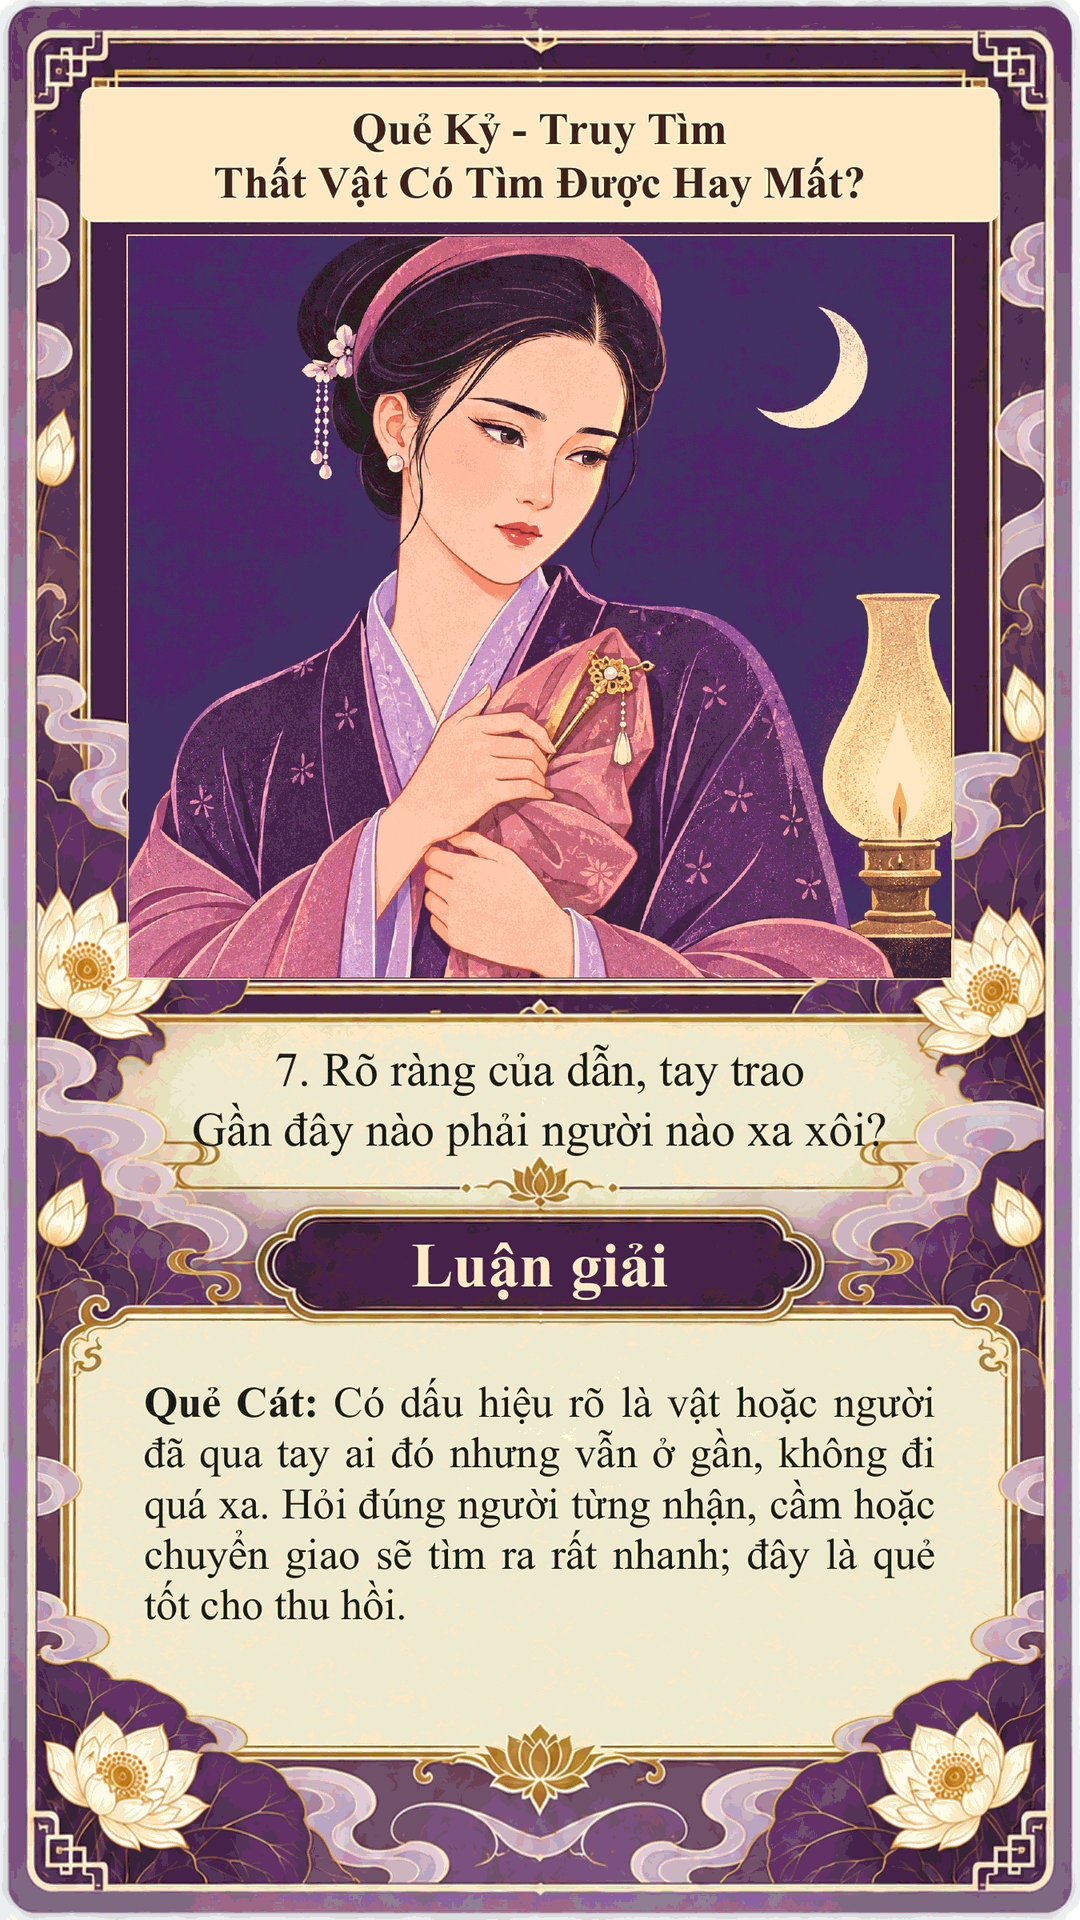 Quẻ Kỷ - Truy Tìm
Thất Vật Có Tìm Được Hay Mất?
7. Rõ ràng của dẫn, tay trao
Gần đây nào phải người nào xa xôi?
Luận giải
Quẻ Cát: Có dấu hiệu rõ là vật hoặc người
đã qua tay ai đó nhưng vẫn ở gần, không đi
quá xa. Hỏi đúng người từng nhận, cầm hoặc
chuyển giao sẽ tìm ra rất nhanh; đây là quẻ
tốt cho thu hồi.